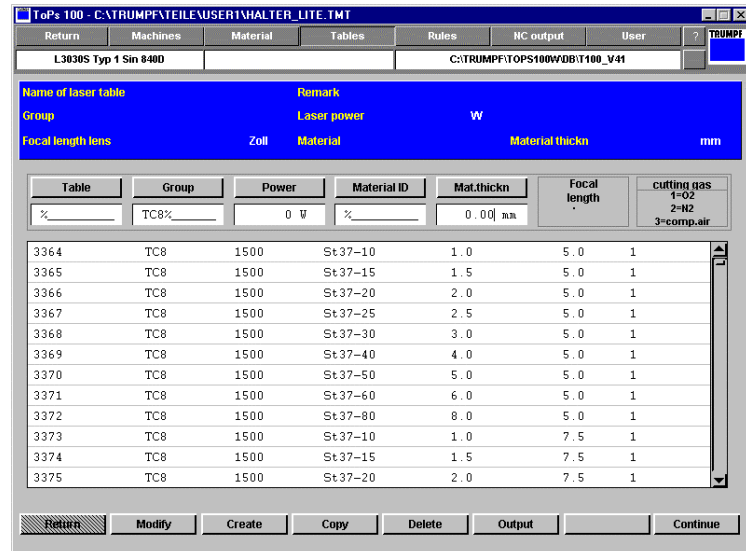 ToPs 100 - C:\TRUMPF\TEILE\USER1\HALTER_LITE.TMT
Return Machines Material Tables Rules NC output User ? TRUMPF
L3030S Typ 1 Sin 840D C:\TRUMPF\TOPS100W\DB\T100_V41
Name of laser table Remark
Group Laser power W
Focal length lens Zoll Material Material thickn mm
Table Group Power Material ID Mat.thickn Focal length cutting gas
1=O2
2=N2
3=comp.air
%______ TC8%_____ 0 W %______ 0.00 mm
3364 TC8 1500 St37-10 1.0 5.0 1
3365 TC8 1500 St37-15 1.5 5.0 1
3366 TC8 1500 St37-20 2.0 5.0 1
3367 TC8 1500 St37-25 2.5 5.0 1
3368 TC8 1500 St37-30 3.0 5.0 1
3369 TC8 1500 St37-40 4.0 5.0 1
3370 TC8 1500 St37-50 5.0 5.0 1
3371 TC8 1500 St37-60 6.0 5.0 1
3372 TC8 1500 St37-80 8.0 5.0 1
3373 TC8 1500 St37-10 1.0 7.5 1
3374 TC8 1500 St37-15 1.5 7.5 1
3375 TC8 1500 St37-20 2.0 7.5 1
Return Modify Create Copy Delete Output Continue